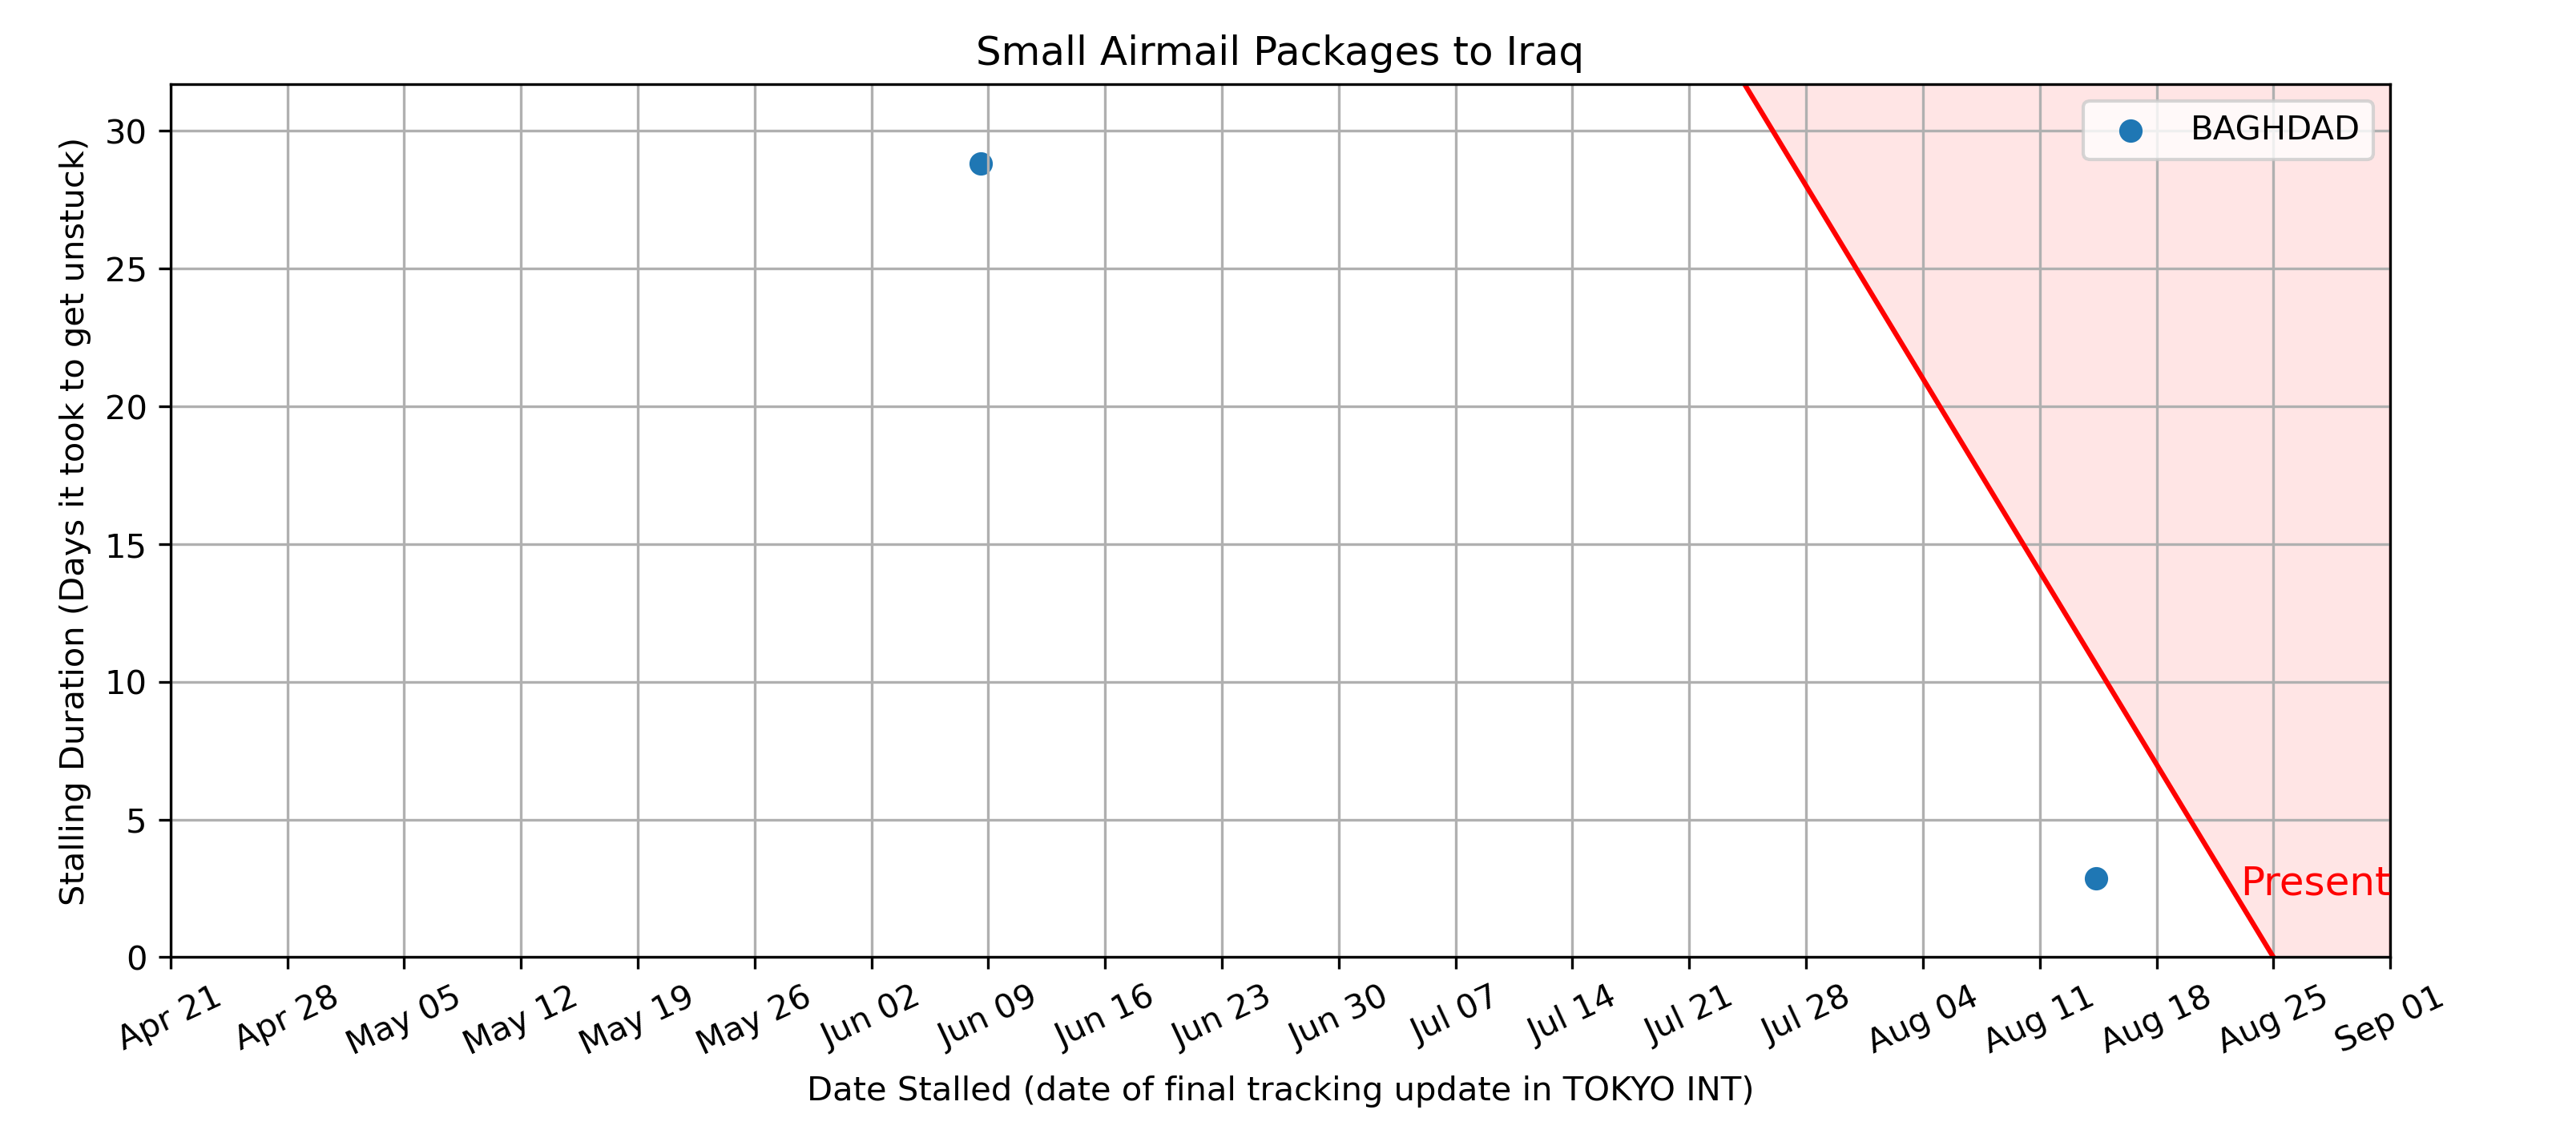 Small Airmail Packages to Iraq
BAGHDAD
Stalling Duration (Days it took to get unstuck)
30
25
20
15
10
5
0
Present
Apr 21
Apr 28
May 05
May 12
May 19
May 26
Jun 02
Jun 09
Jun 16
Jun 23
Jun 30
Jul 07
Jul 14
Jul 21
Jul 28
Aug 04
Aug 11
Aug 18
Aug 25
Sep 01
Date Stalled (date of final tracking update in TOKYO INT)